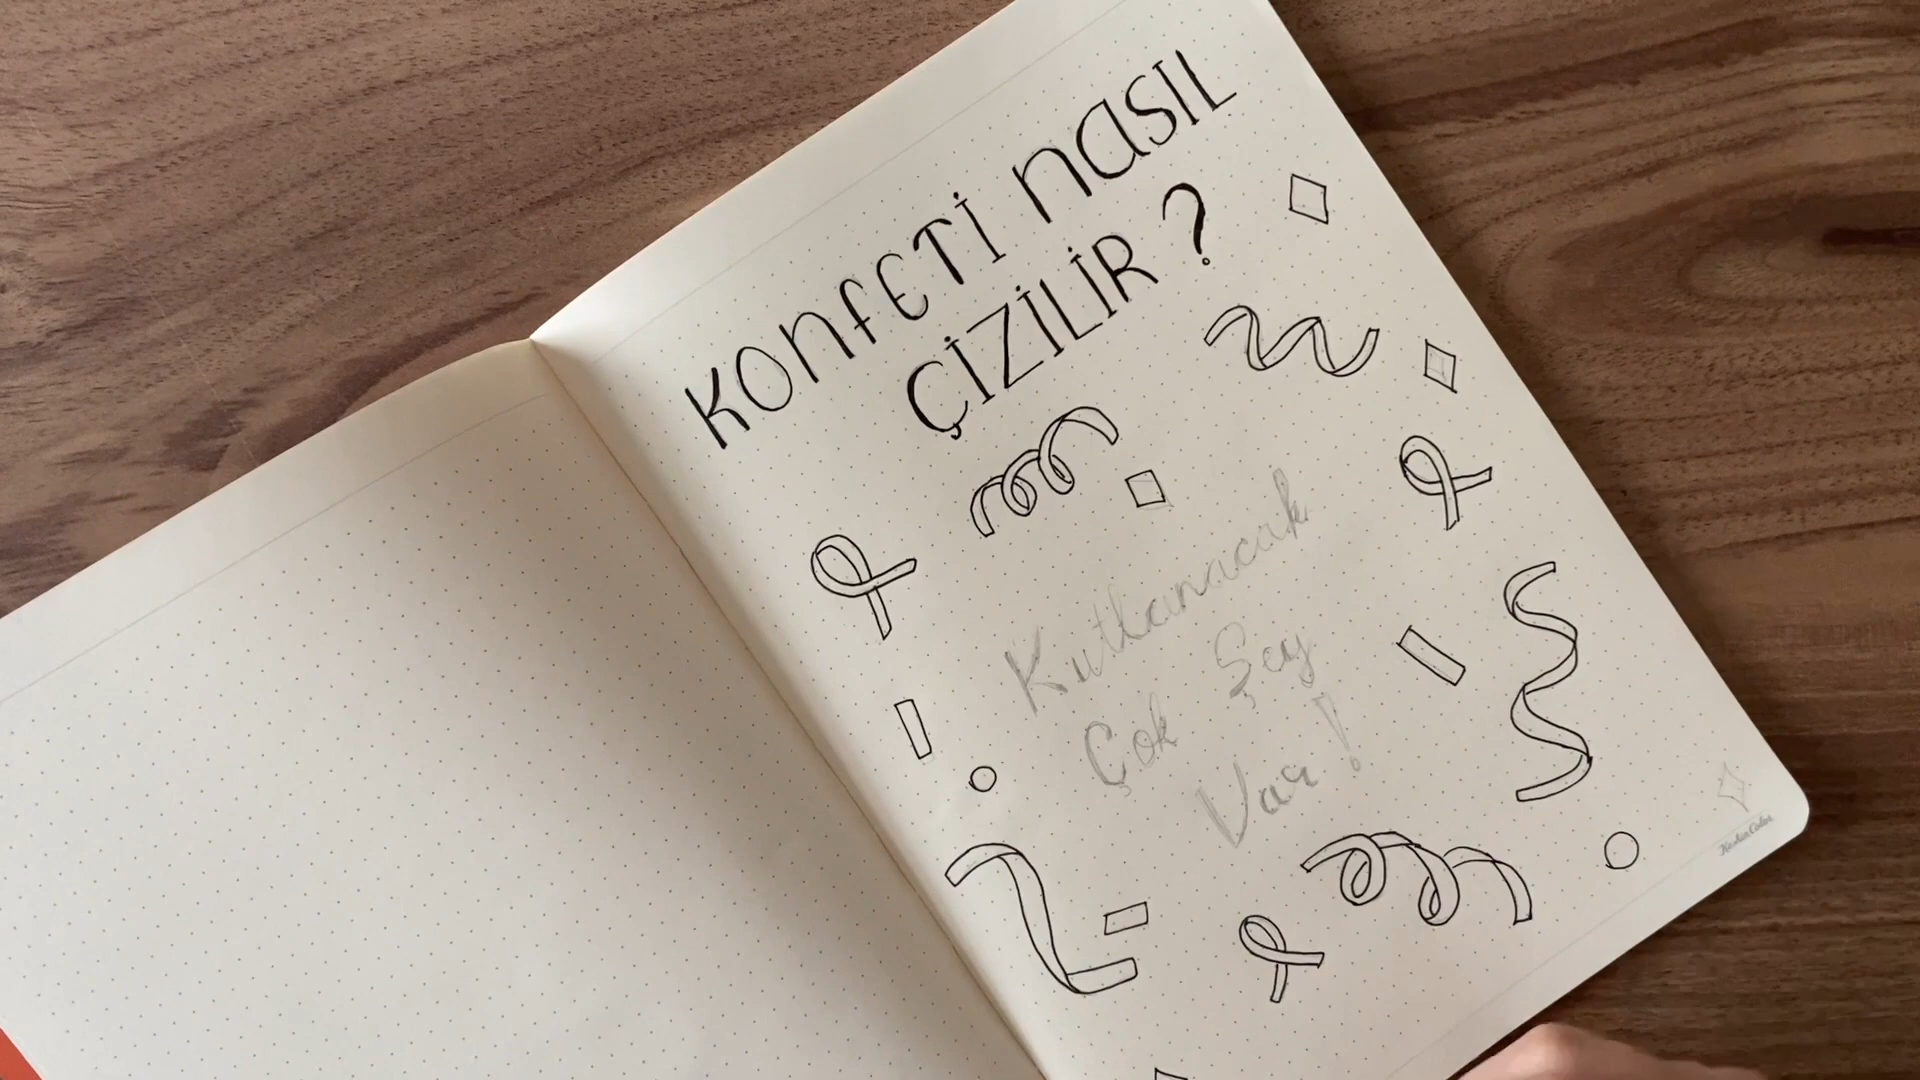 KONFETİ NASIL
ÇİZİLİR ?
Kutlanacak
Çok Şey
Var !